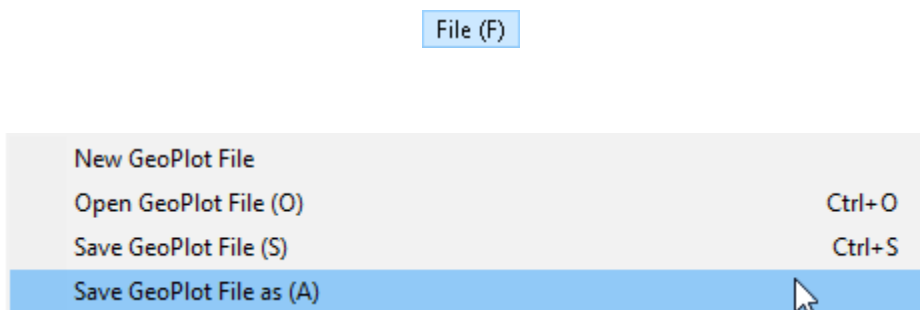 File (F)
New GeoPlot File
Open GeoPlot File (O) Ctrl+O
Save GeoPlot File (S) Ctrl+S
Save GeoPlot File as (A)